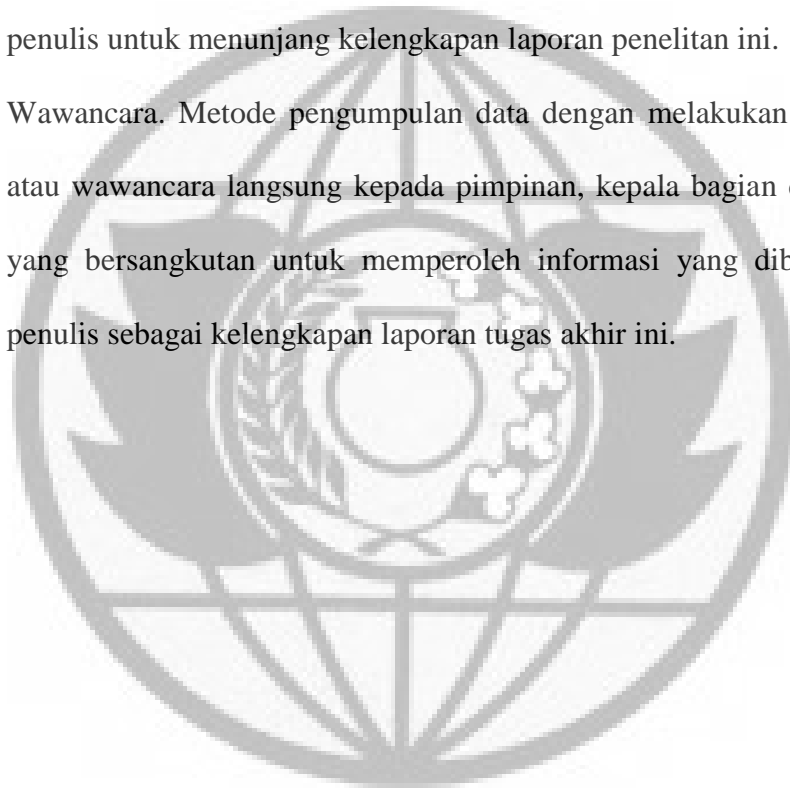 penulis untuk menunjang kelengkapan laporan penelitan ini.
Wawancara. Metode pengumpulan data dengan melakukan
atau wawancara langsung kepada pimpinan, kepala bagian
yang bersangkutan untuk memperoleh informasi yang dib
penulis sebagai kelengkapan laporan tugas akhir ini.